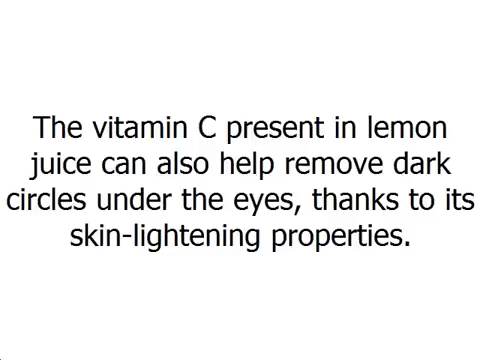 The vitamin C present in lemon
juice can also help remove dark
circles under the eyes, thanks to its
skin-lightening properties.